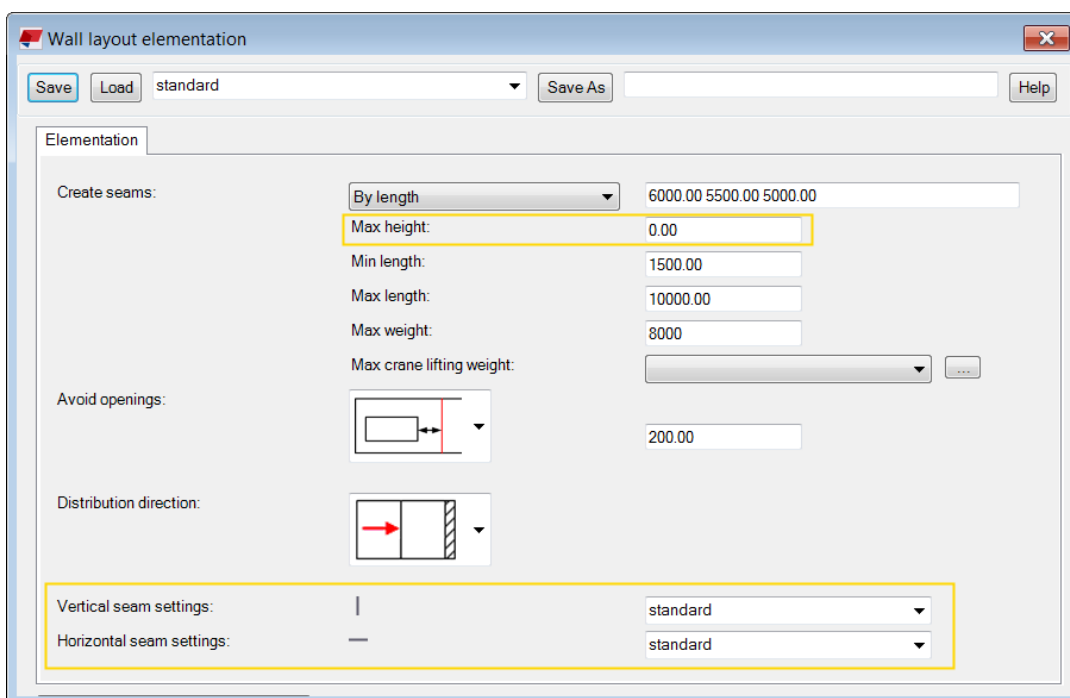 Wall layout elementation
Save Load standard Save As Help
Elementation
Create seams: By length 6000.00 5500.00 5000.00
Max height: 0.00
Min length: 1500.00
Max length: 10000.00
Max weight: 8000
Max crane lifting weight: ...
Avoid openings: 200.00
Distribution direction:
Vertical seam settings: standard
Horizontal seam settings: standard